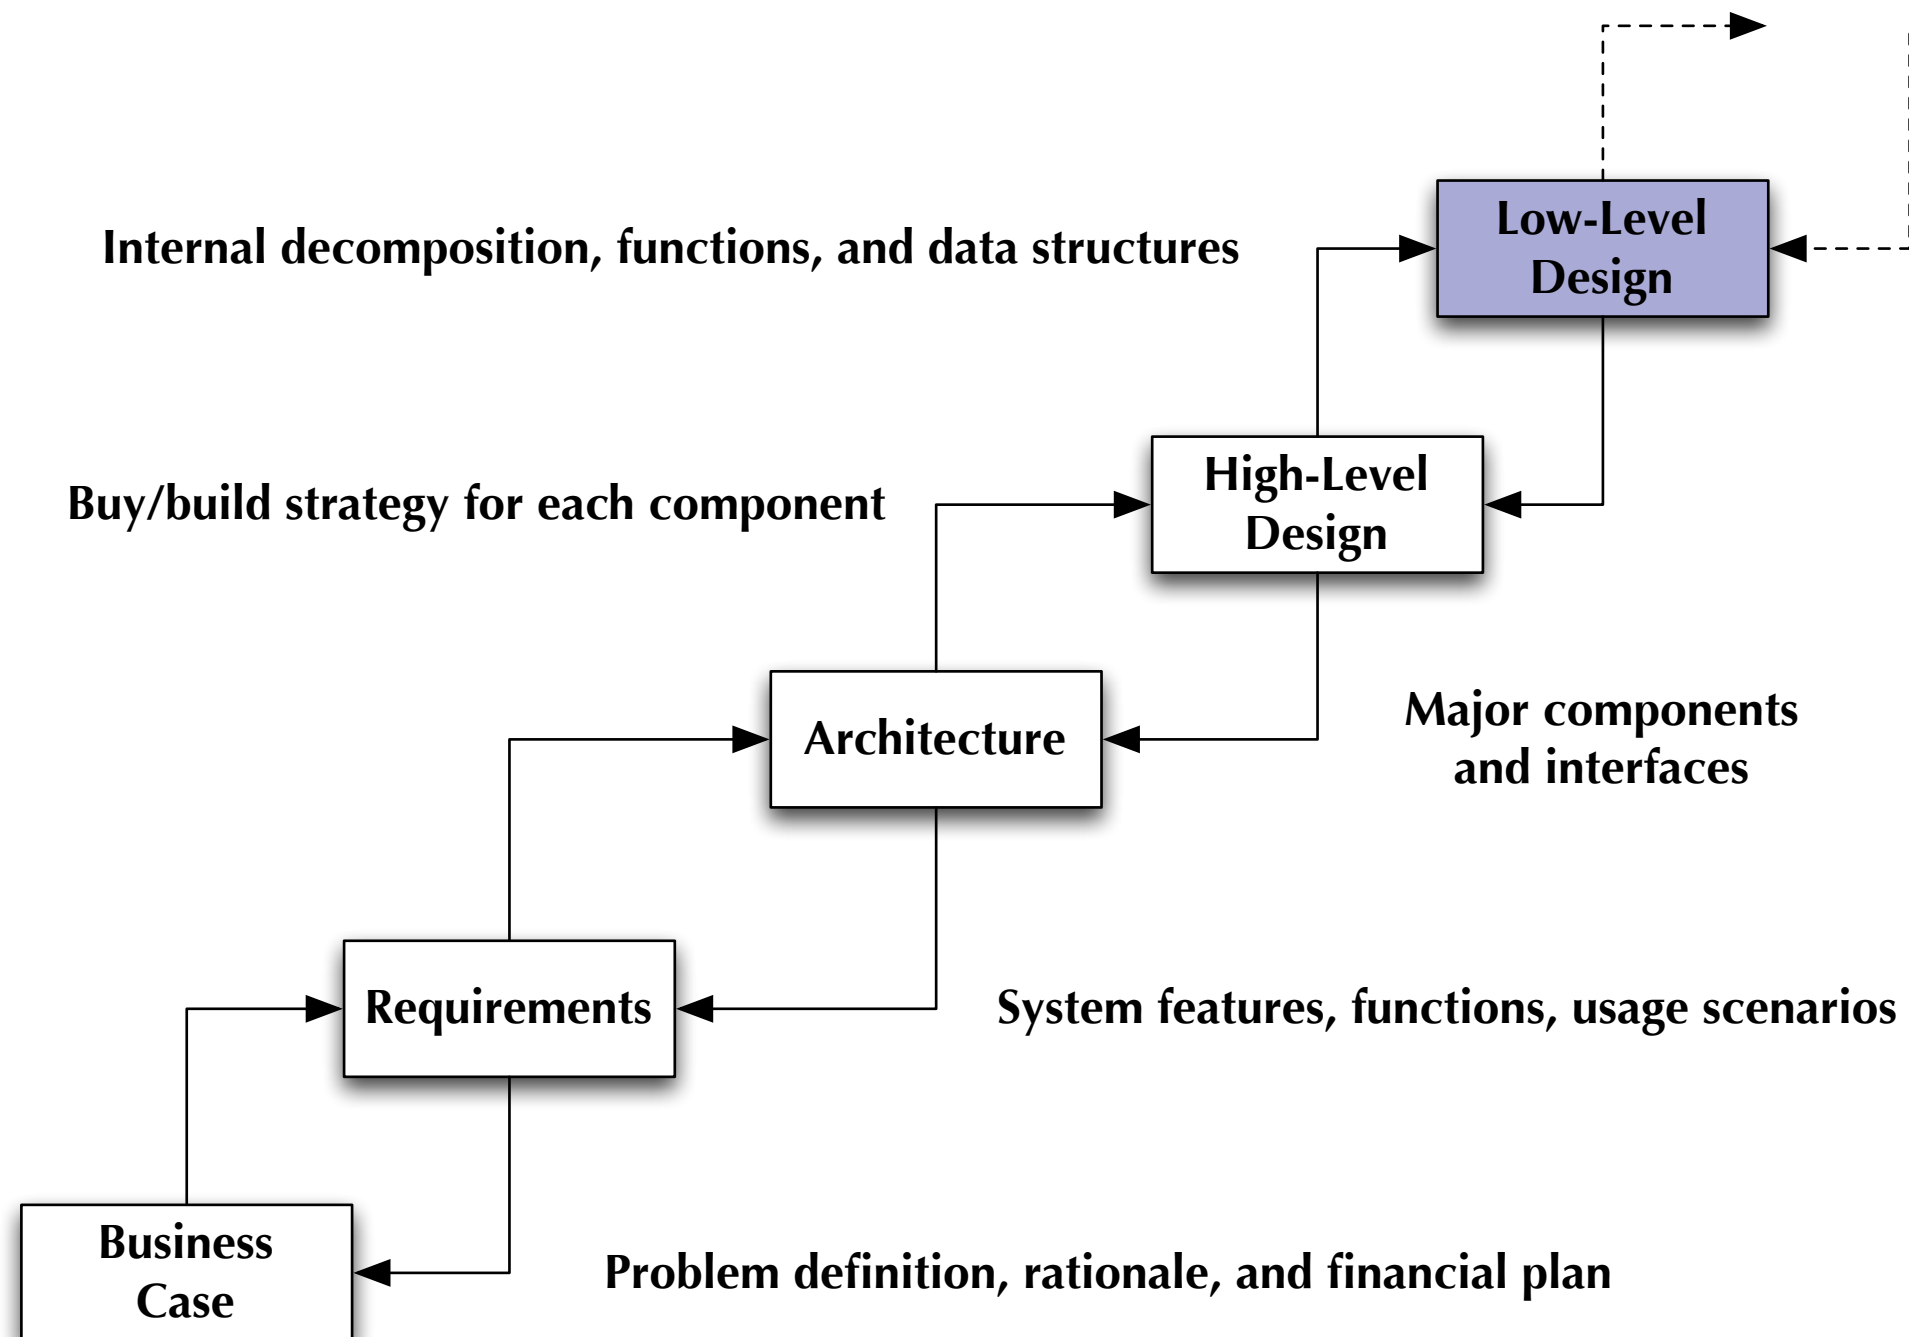 Low-Level
Design
Internal decomposition, functions, and data structures
High-Level
Design
Buy/build strategy for each component
Architecture
Major components
and interfaces
Requirements
System features, functions, usage scenarios
Business
Case
Problem definition, rationale, and financial plan